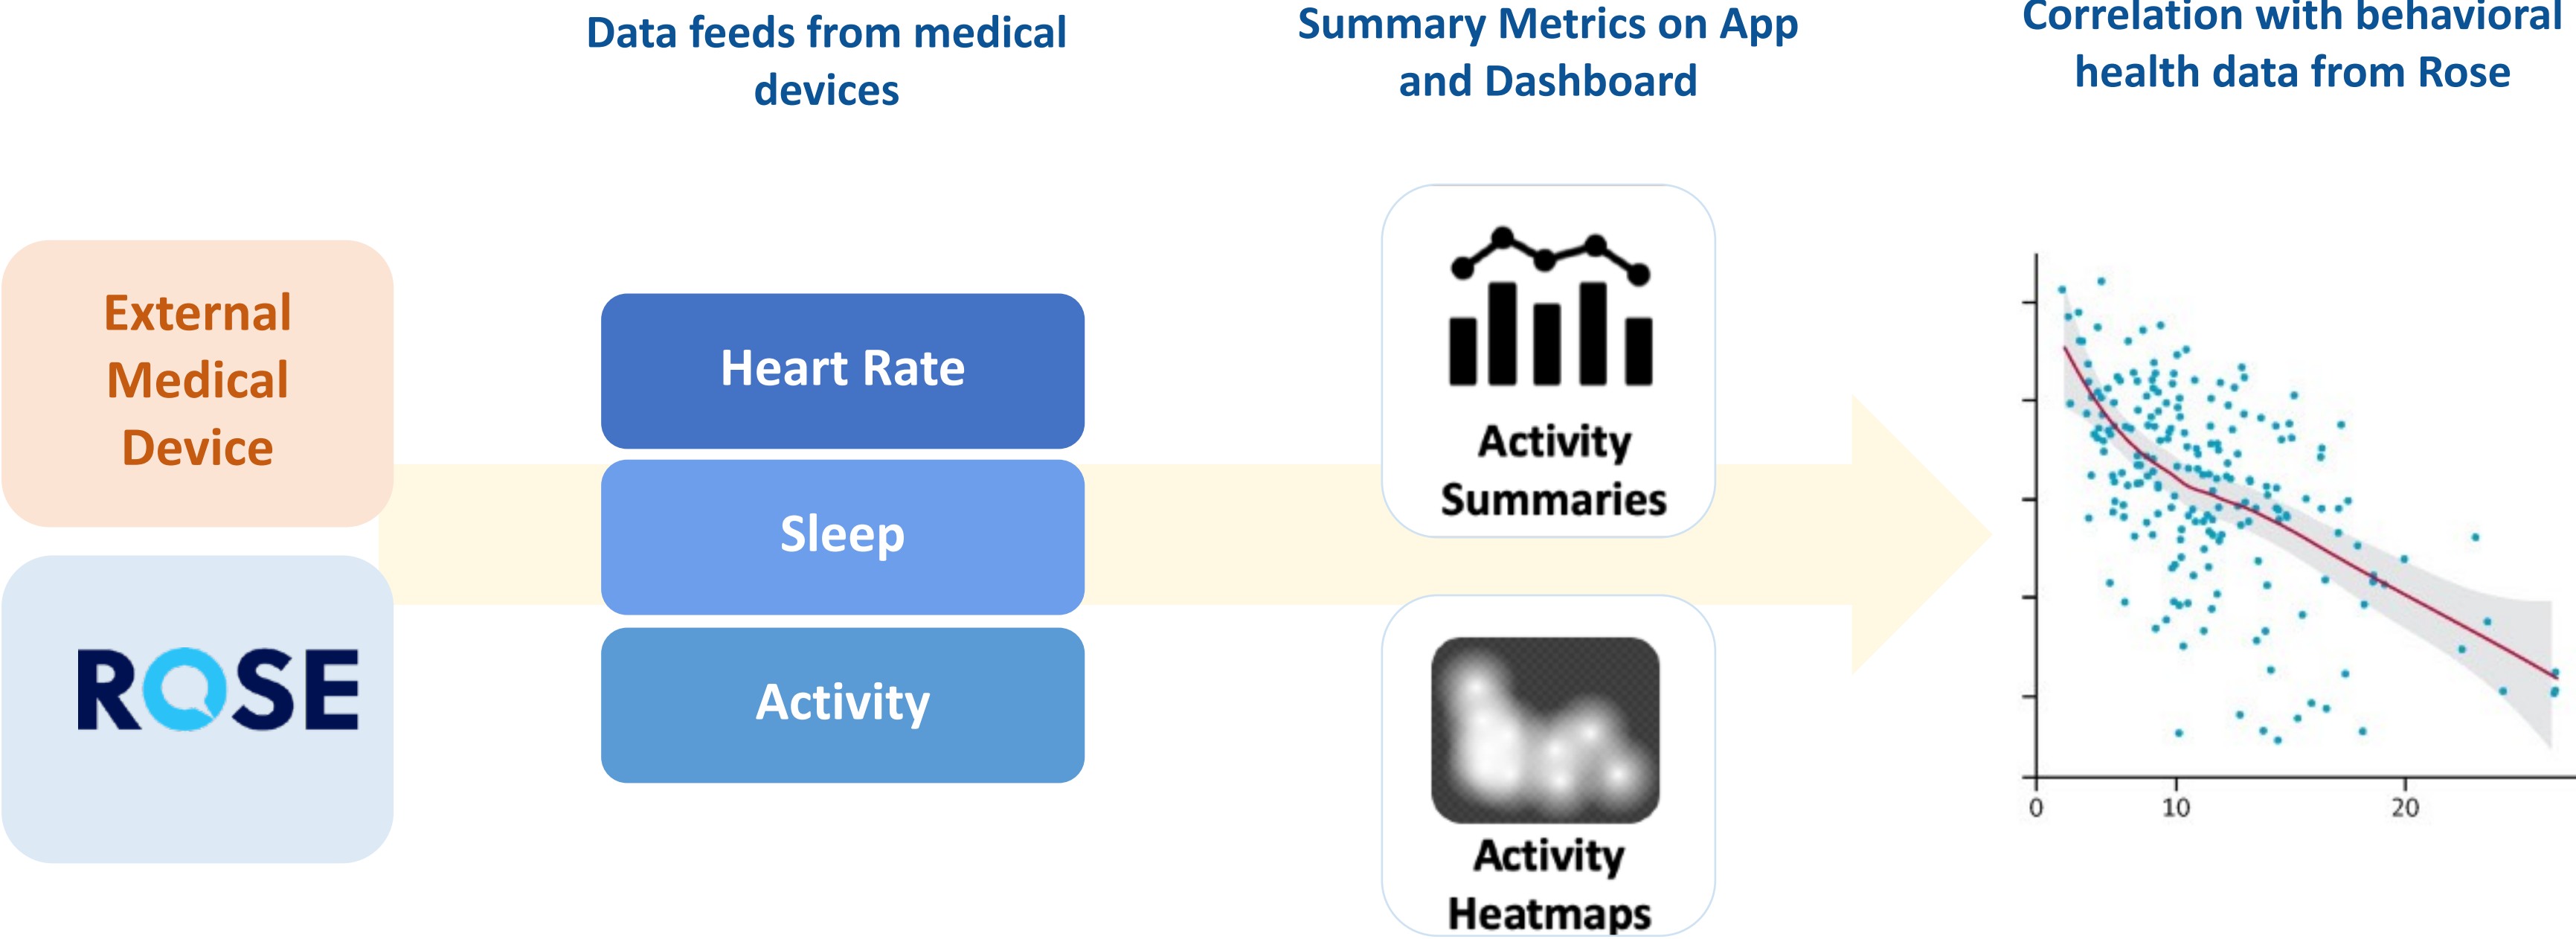 Data feeds from medical
devices
Summary Metrics on App
and Dashboard
Correlation with behavioral
health data from Rose
External
Medical
Device
ROSE
Heart Rate
Sleep
Activity
Activity
Summaries
Activity
Heatmaps
0 10 20